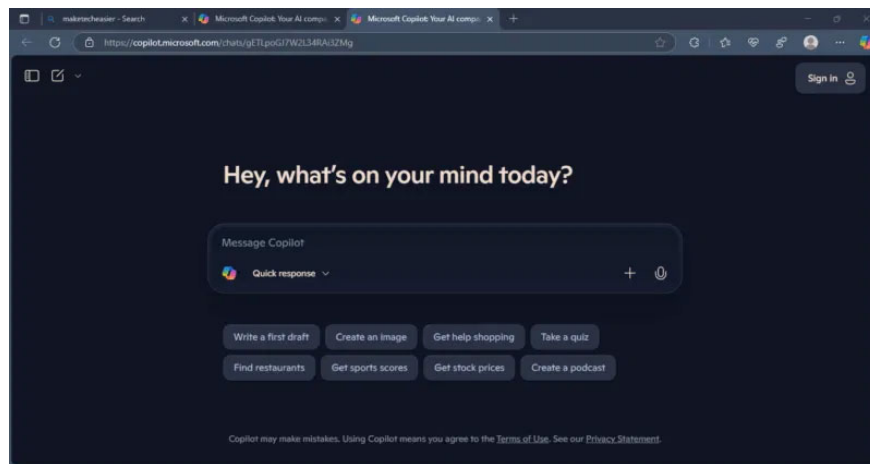 maketecheasier - Search
Microsoft Copilot: Your AI compa
Microsoft Copilot: Your AI compa
https://copilot.microsoft.com/chats/
Sign in
Hey, what's on your mind today?
Message Copilot
Quick response
Write a first draft Create an image Get help shopping Take a quiz
Find restaurants Get sports scores Get stock prices Create a podcast
Copilot may make mistakes. Using Copilot means you agree to the Terms of Use. See our Privacy Statement.